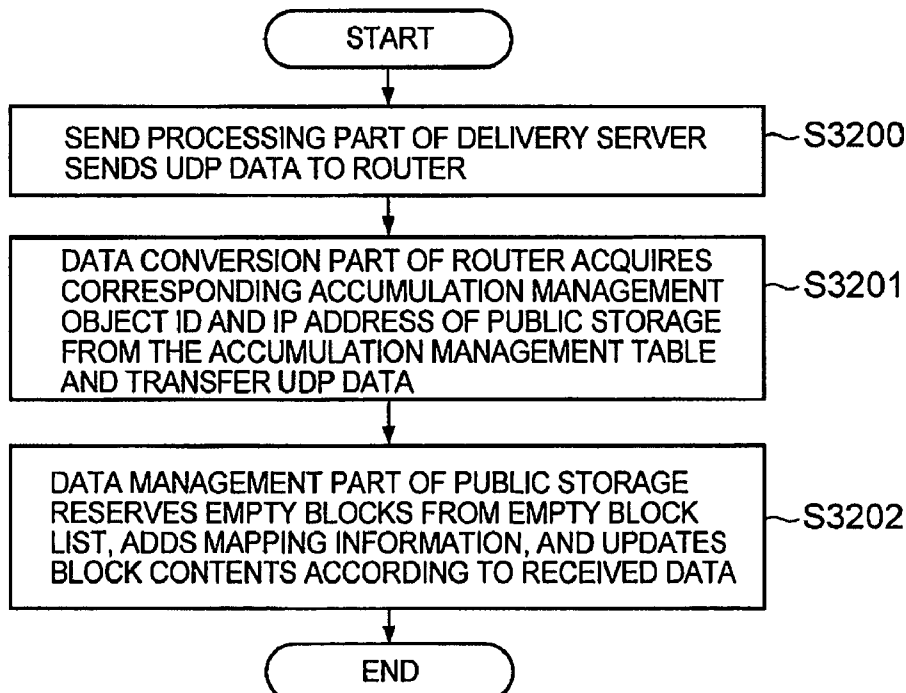 START
SEND PROCESSING PART OF DELIVERY SERVER
SENDS UDP DATA TO ROUTER
S3200
DATA CONVERSION PART OF ROUTER ACQUIRES
CORRESPONDING ACCUMULATION MANAGEMENT
OBJECT ID AND IP ADDRESS OF PUBLIC STORAGE
FROM THE ACCUMULATION MANAGEMENT TABLE
AND TRANSFER UDP DATA
S3201
DATA MANAGEMENT PART OF PUBLIC STORAGE
RESERVES EMPTY BLOCKS FROM EMPTY BLOCK
LIST, ADDS MAPPING INFORMATION, AND UPDATES
BLOCK CONTENTS ACCORDING TO RECEIVED DATA
S3202
END